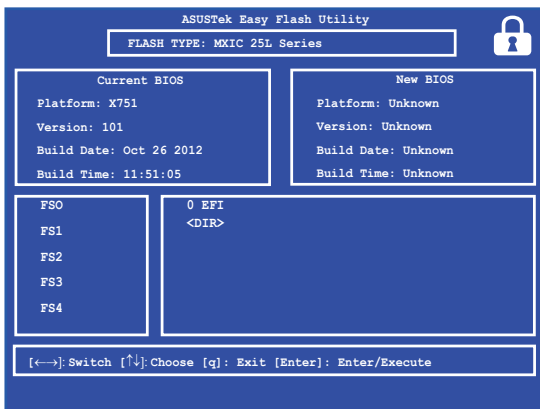 ASUSTek Easy Flash Utility
FLASH TYPE: MXIC 25L Series
Current BIOS
Platform: X751
Version: 101
Build Date: Oct 26 2012
Build Time: 11:51:05
New BIOS
Platform: Unknown
Version: Unknown
Build Date: Unknown
Build Time: Unknown
FSO
FS1
FS2
FS3
FS4
0 EFI
<DIR>
[←→]: Switch [↑↓]: Choose [q]: Exit [Enter]: Enter/Execute